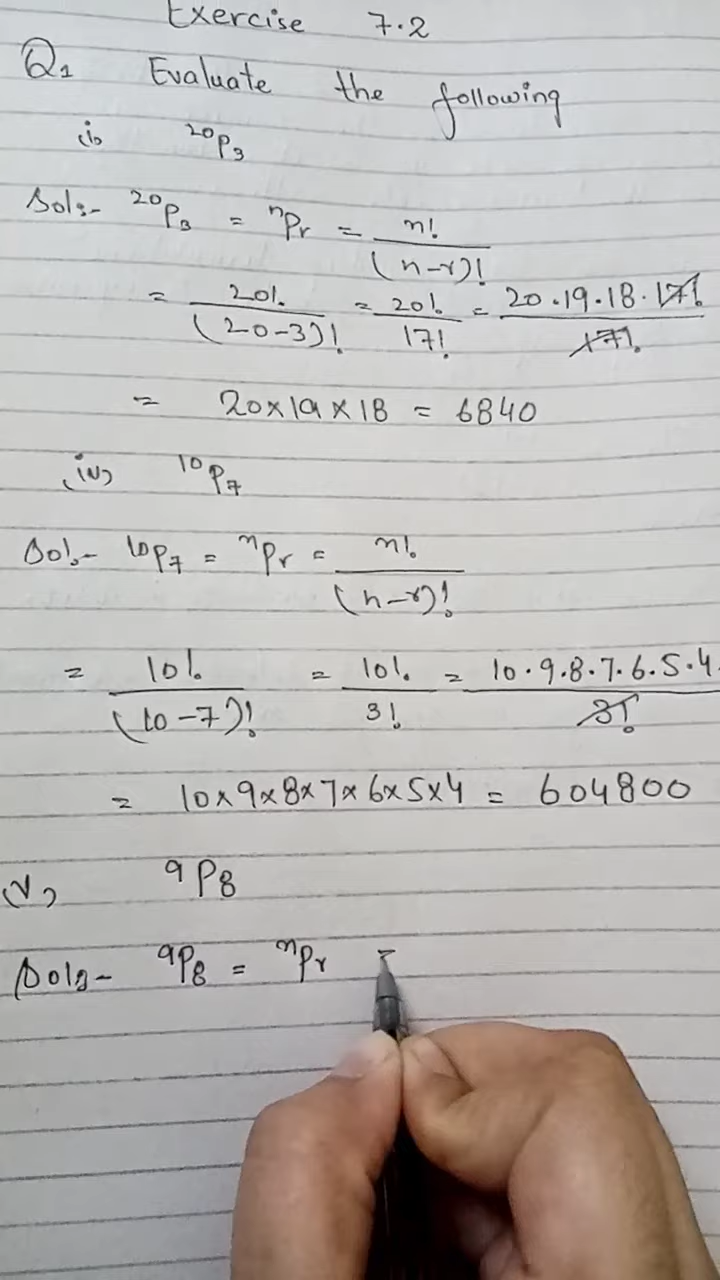 Exercise 7.2
Q1 Evaluate the following
(i) ²⁰P₃
Sol:- ²⁰P₃ = ⁿPr = n!/(n-r)!
= 20!/(20-3)! = 20!/17! = 20.19.18.17!/17!
= 20×19×18 = 6840
(iv) ¹⁰P₇
Sol:- ¹⁰P₇ = ⁿPr = n!/(n-r)!
= 10!/(10-7)! = 10!/3! = 10.9.8.7.6.5.4./3!
= 10×9×8×7×6×5×4 = 604800
(v) ⁹P₈
Sol:- ⁹P₈ = ⁿPr =